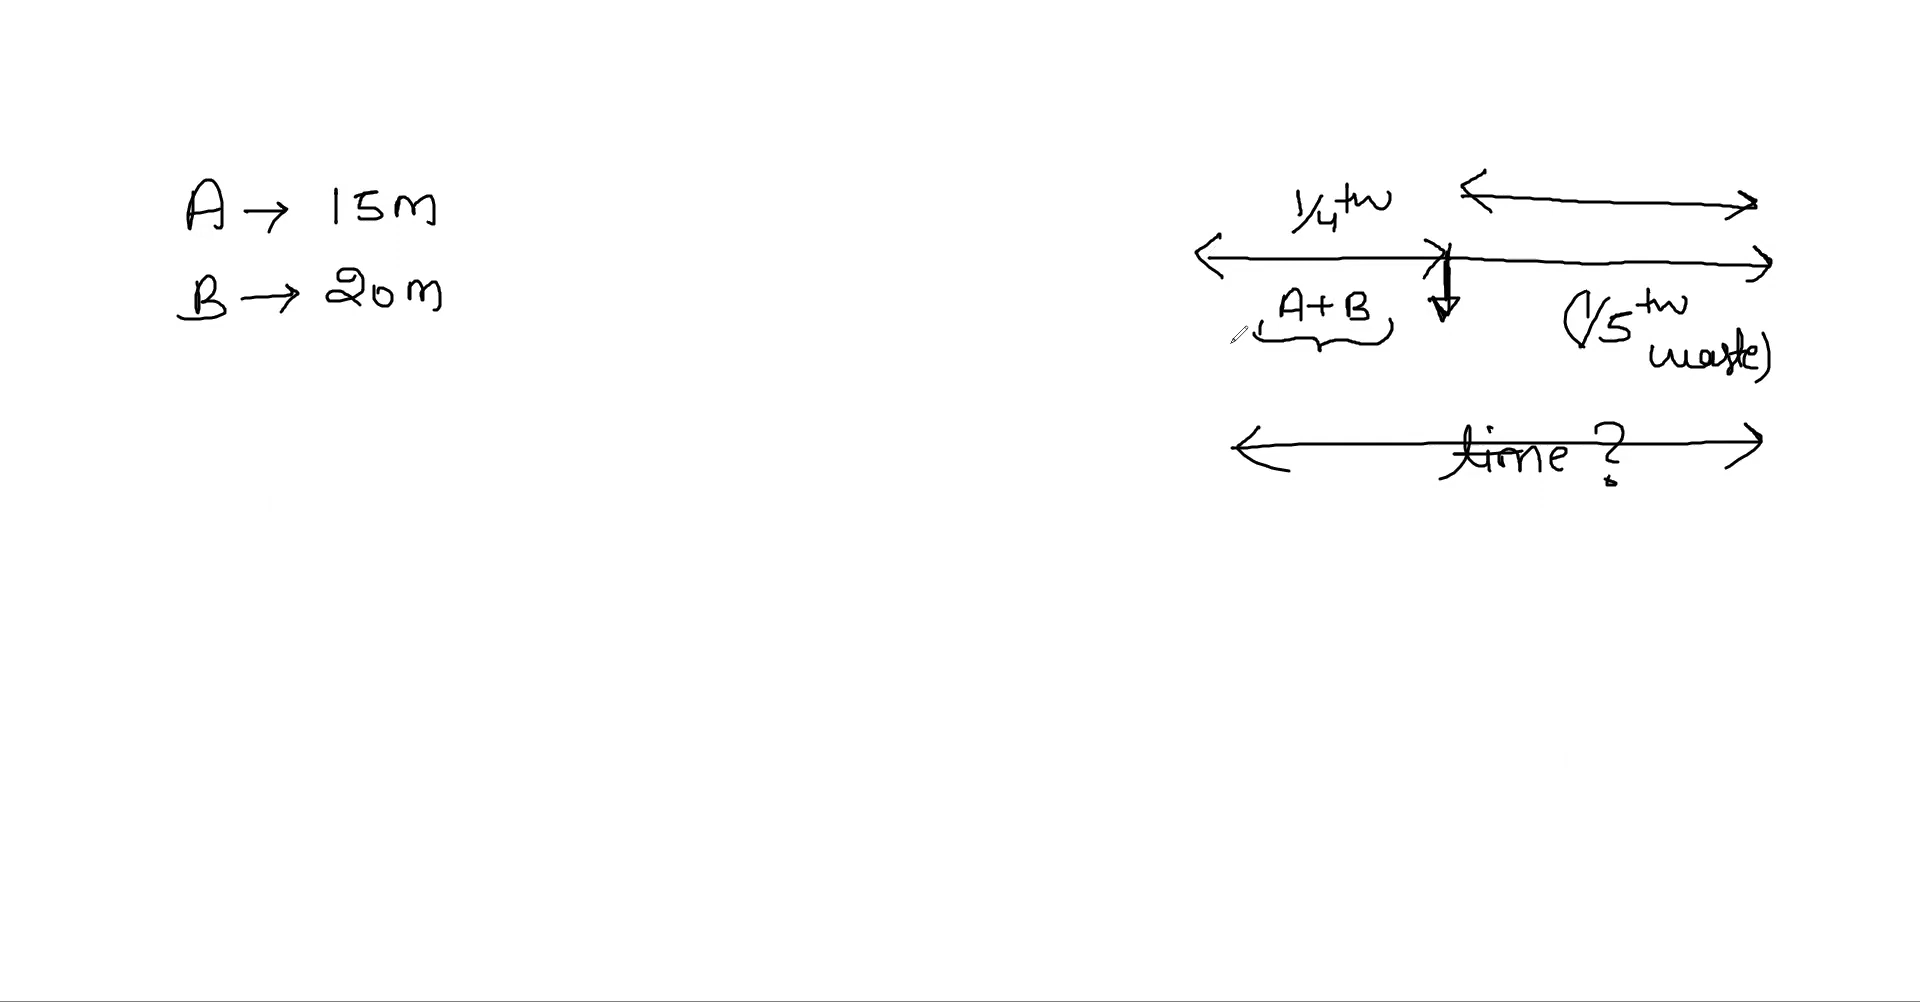 A → 15m
B → 20m
1/4th
A+B
(1/5th
waste)
time ?